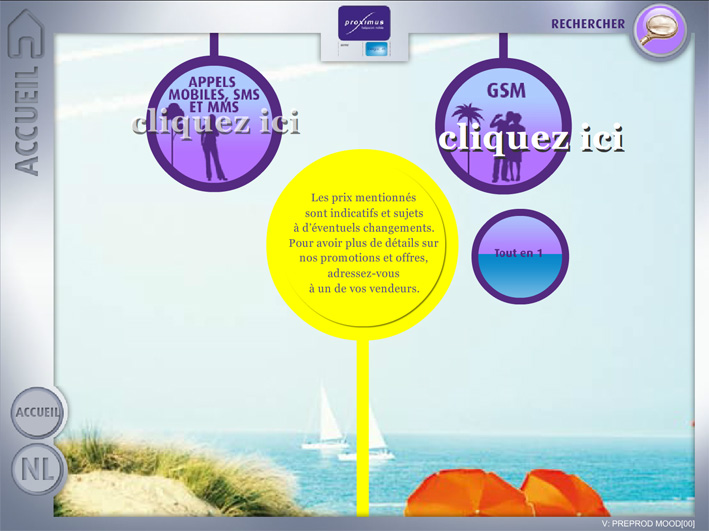 proximus
RECHERCHER
ACCUEIL
APPELS
MOBILES, SMS
ET MMS
cliquez ici
GSM
cliquez ici
Les prix mentionnés
sont indicatifs et sujets
à d'éventuels changements.
Pour avoir plus de détails sur
nos promotions et offres,
adressez-vous
à un de vos vendeurs.
Tout en 1
ACCUEIL
NL
V: PREPROD MOOD[00]